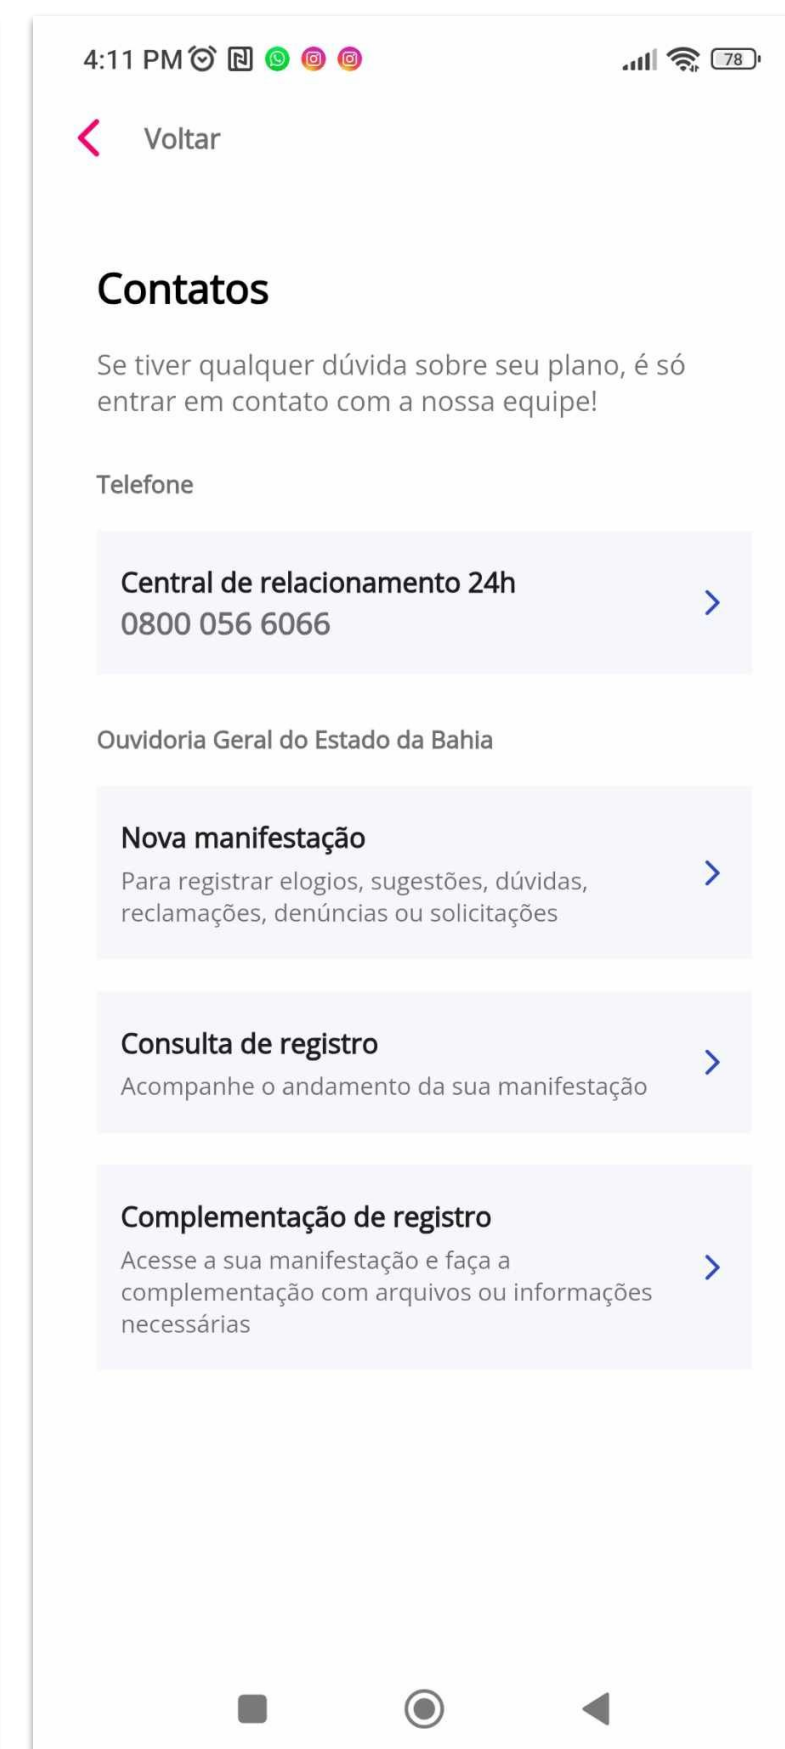 4:11 PM
78
Voltar
Contatos
Se tiver qualquer dúvida sobre seu plano, é só
entrar em contato com a nossa equipe!
Telefone
Central de relacionamento 24h
0800 056 6066
Ouvidoria Geral do Estado da Bahia
Nova manifestação
Para registrar elogios, sugestões, dúvidas,
reclamações, denúncias ou solicitações
Consulta de registro
Acompanhe o andamento da sua manifestação
Complementação de registro
Acesse a sua manifestação e faça a
complementação com arquivos ou informações
necessárias